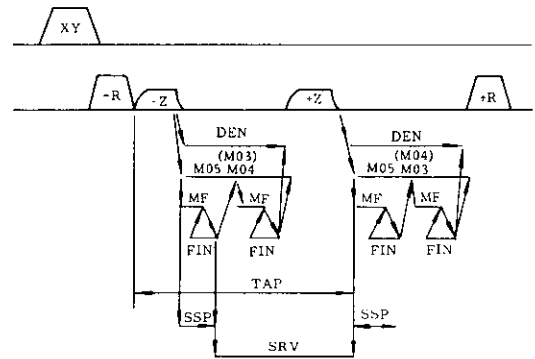 XY
-R -Z +Z +R
DEN DEN
(M03) (M04)
M05 M04 M05 M03
MF MF MF MF
FIN FIN FIN FIN
TAP
SSP SSP
SRV